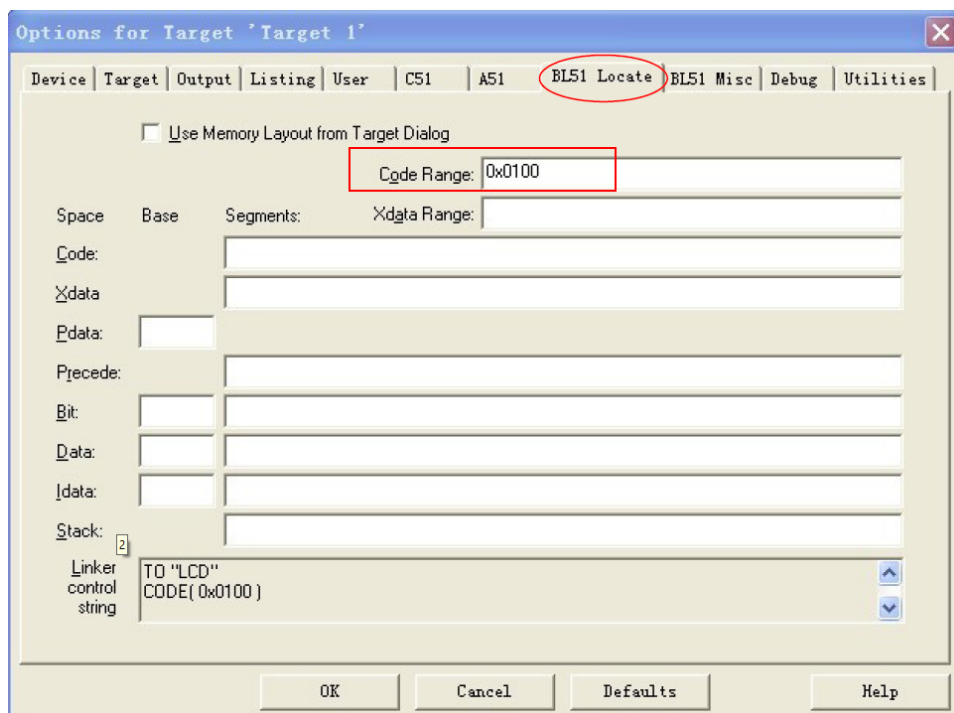 Options for Target 'Target 1'
Device Target Output Listing User C51 A51 BL51 Locate BL51 Misc Debug Utilities
Use Memory Layout from Target Dialog
Code Range: 0x0100
Space Base Segments: Xdata Range:
Code:
Xdata
Pdata:
Precede:
Bit:
Data:
Idata:
Stack:
2
Linker control string
TO "LCD"
CODE( 0x0100 )
OK Cancel Defaults Help